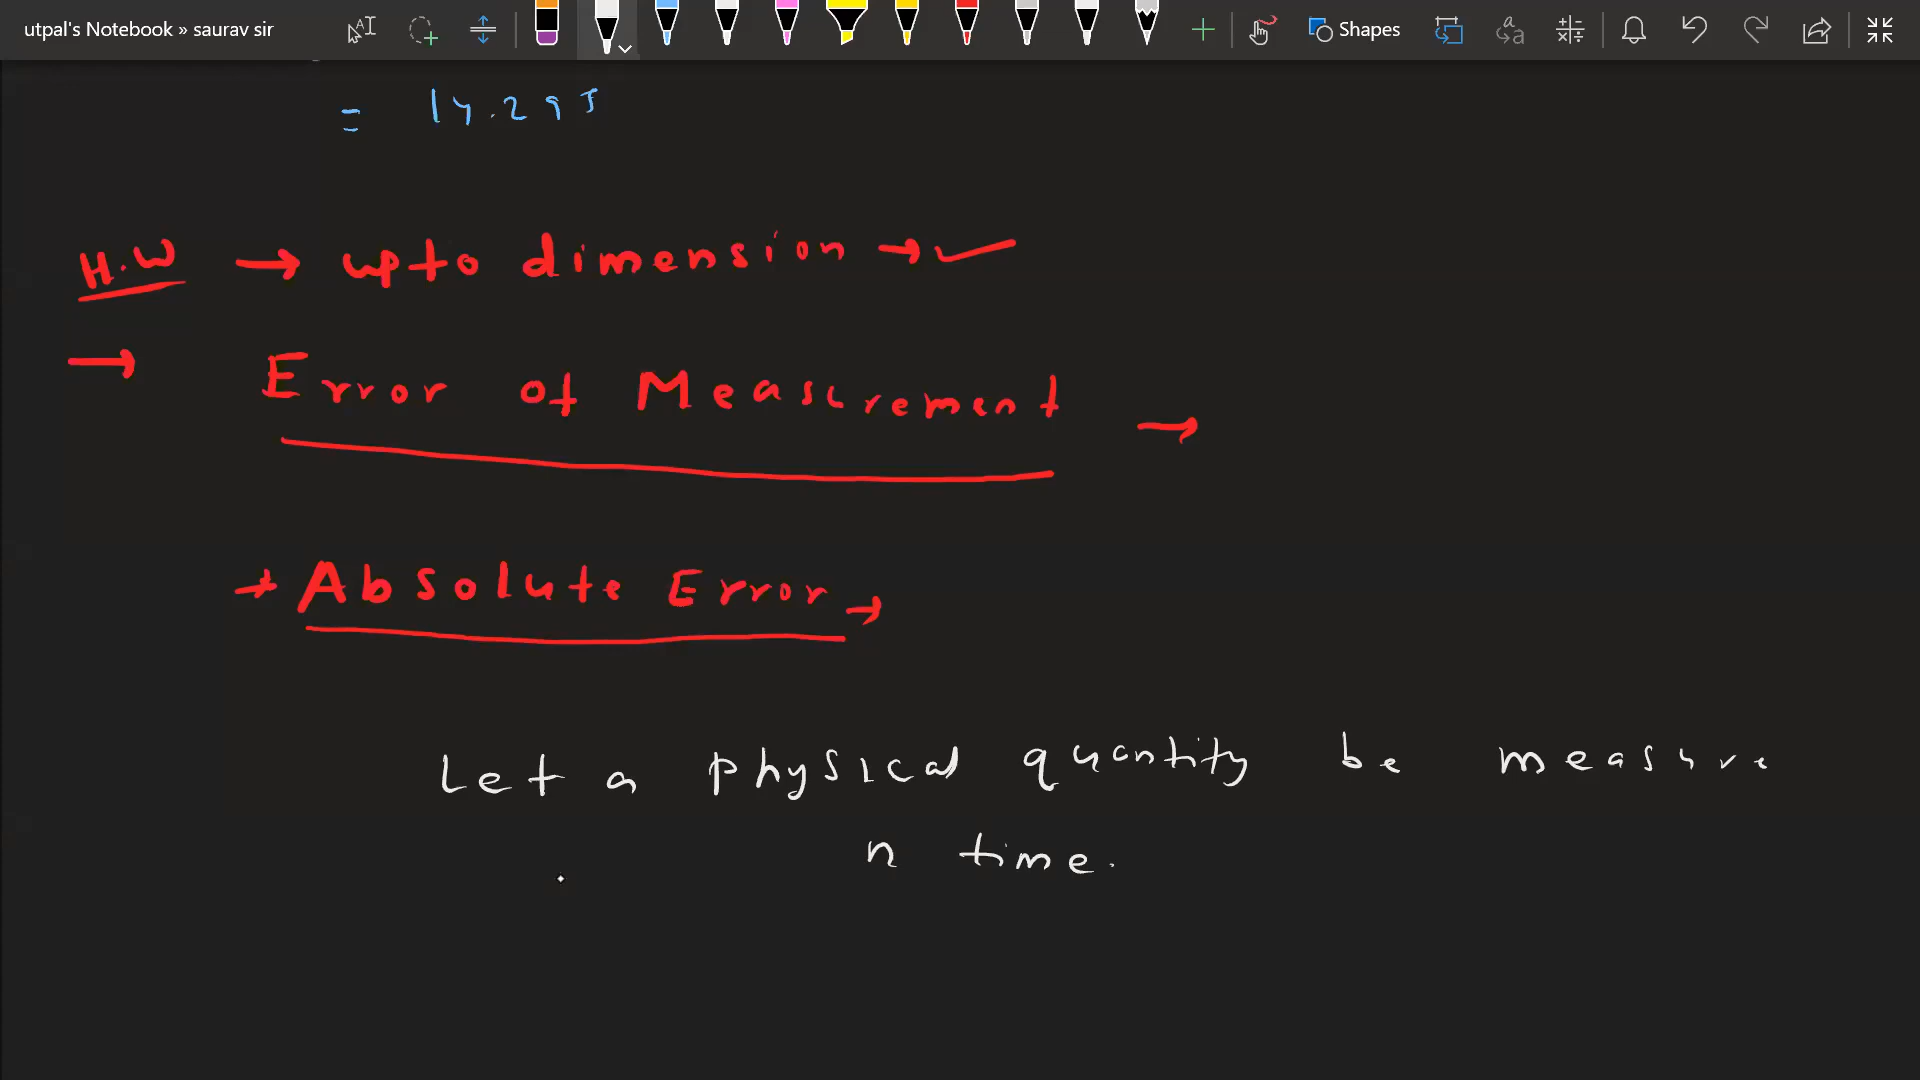 utpal's Notebook » saurav sir
Shapes
= 14.295
H.W → upto dimension → ✓
→ Error of Measurement →
→ Absolute Error →
Let a physical quantity be measure
n time.